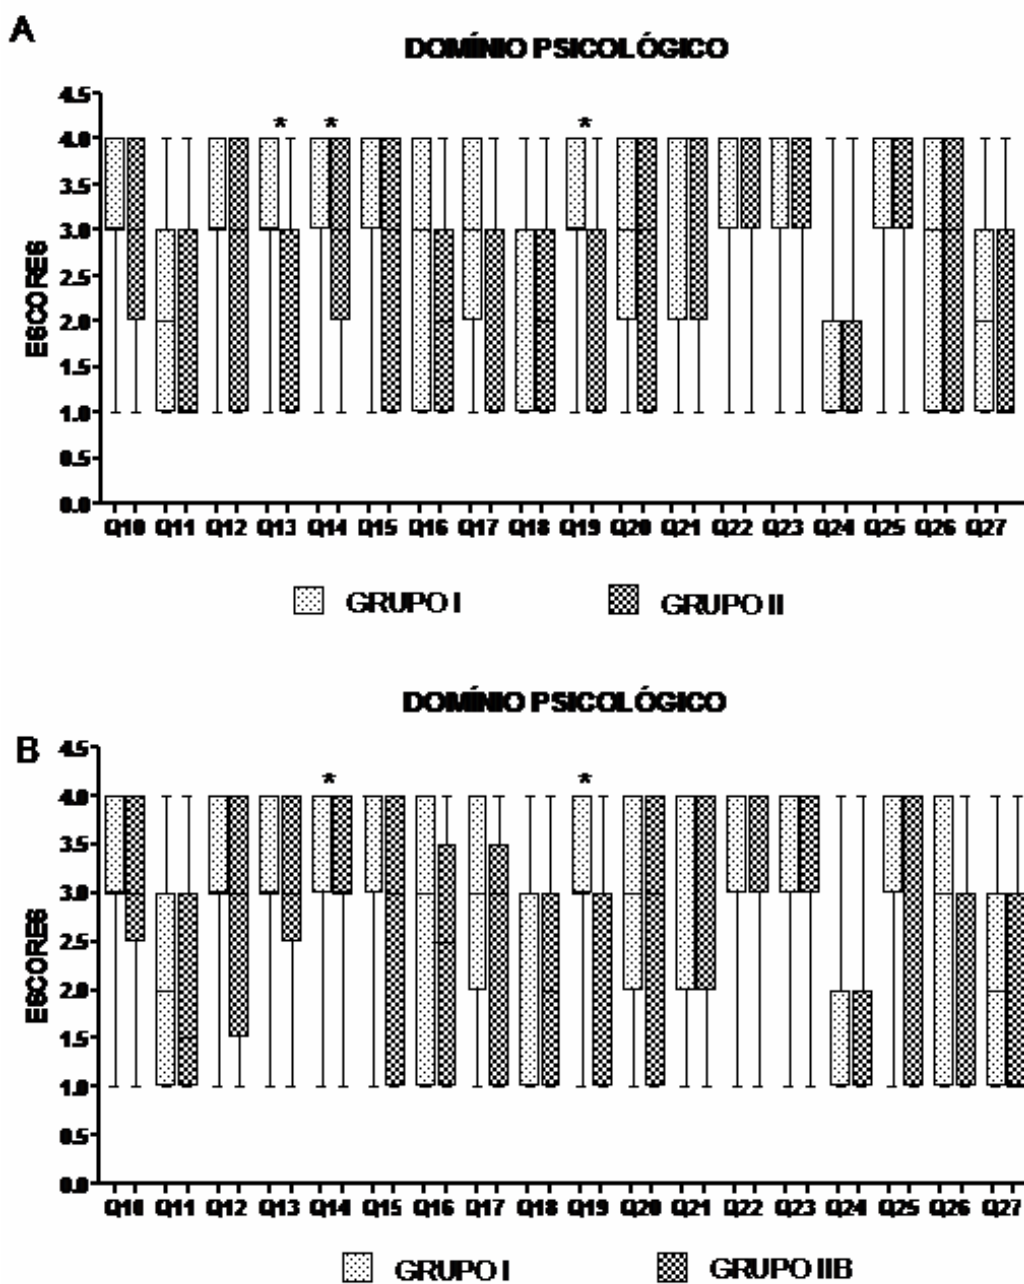 A
DOMÍNIO PSICOLÓGICO
4.5
* * *
4.0
3.5
3.0
2.5
2.0
1.5
1.0
0.5
0.0
ESCORES
Q10 Q11 Q12 Q13 Q14 Q15 Q16 Q17 Q18 Q19 Q20 Q21 Q22 Q23 Q24 Q25 Q26 Q27
GRUPO I GRUPO II
DOMÍNIO PSICOLÓGICO
B
4.5
* *
4.0
3.5
3.0
2.5
2.0
1.5
1.0
0.5
0.0
ESCORES
Q10 Q11 Q12 Q13 Q14 Q15 Q16 Q17 Q18 Q19 Q20 Q21 Q22 Q23 Q24 Q25 Q26 Q27
GRUPO I GRUPO IIB